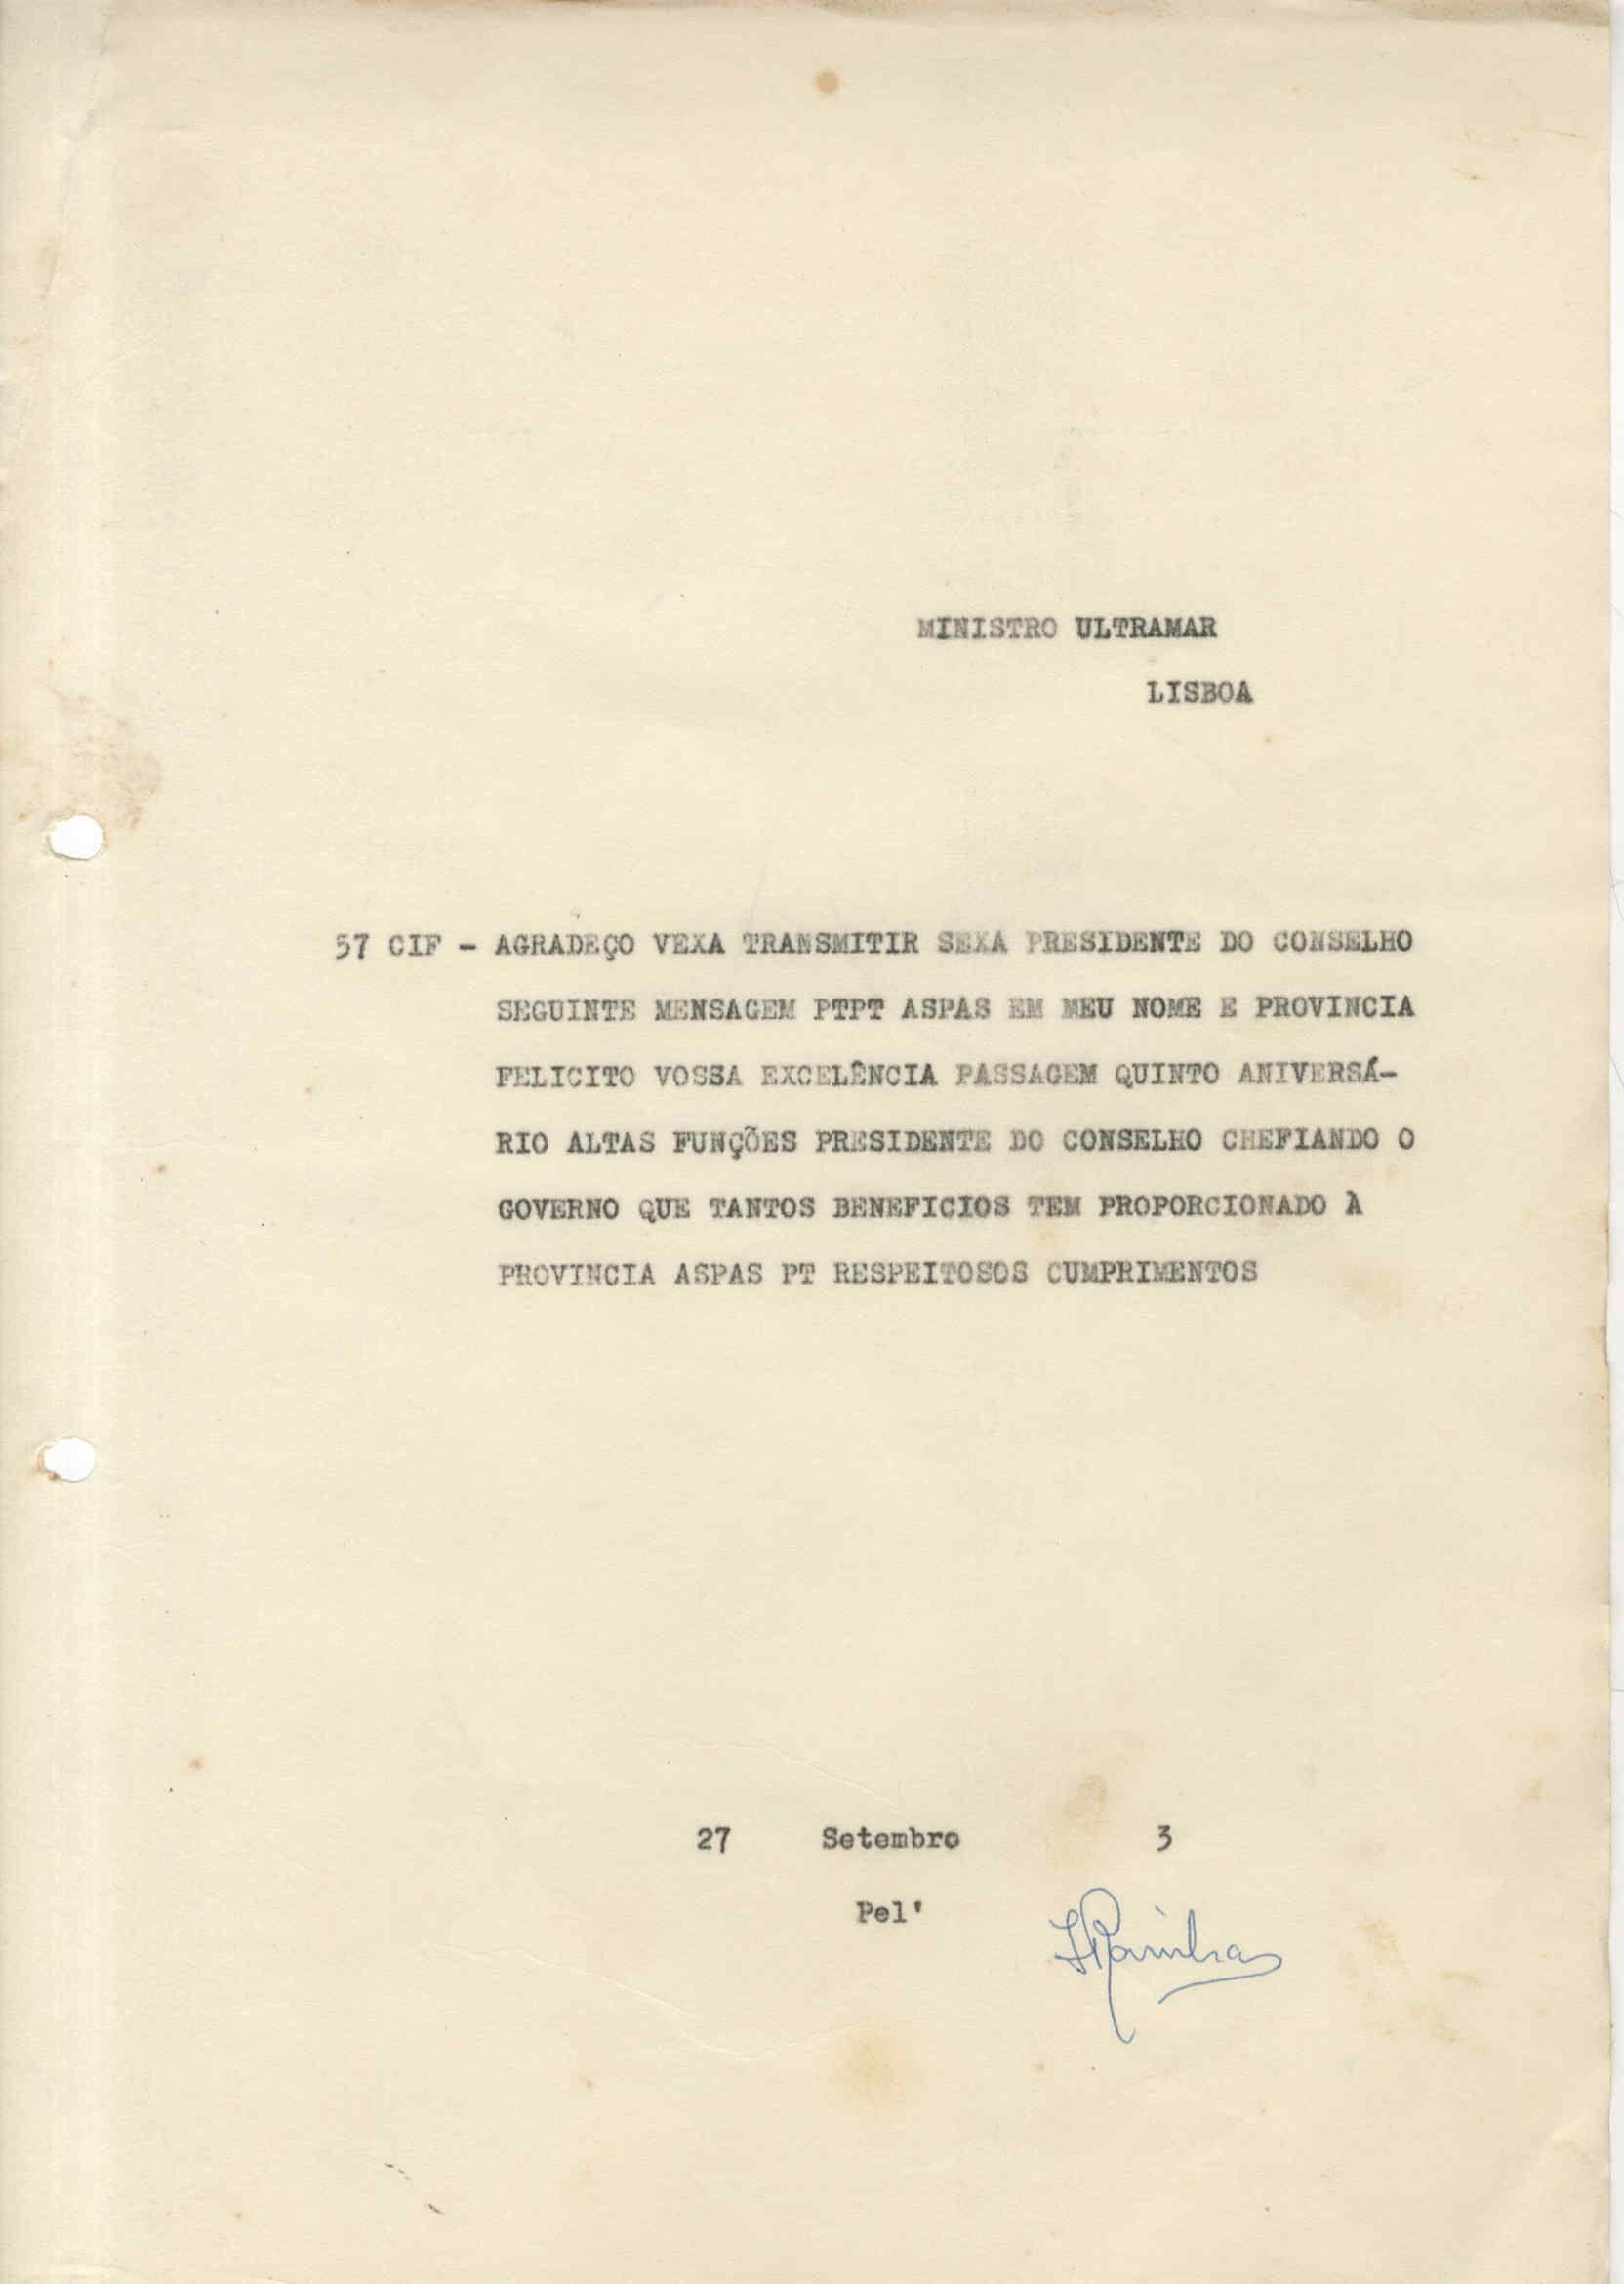 MINISTRO ULTRAMAR
LISBOA
57 CIF - AGRADEÇO VEXA TRANSMITIR SEXA PRESIDENTE DO CONSELHO
SEGUINTE MENSAGEM PTPT ASPAS EM MEU NOME E PROVINCIA
FELICITO VOSSA EXCELÊNCIA PASSAGEM QUINTO ANIVERSÁ-
RIO ALTAS FUNÇÕES PRESIDENTE DO CONSELHO CHEFIANDO O
GOVERNO QUE TANTOS BENEFICIOS TEM PROPORCIONADO À
PROVINCIA ASPAS PT RESPEITOSOS CUMPRIMENTOS
27 Setembro 3
Pel'